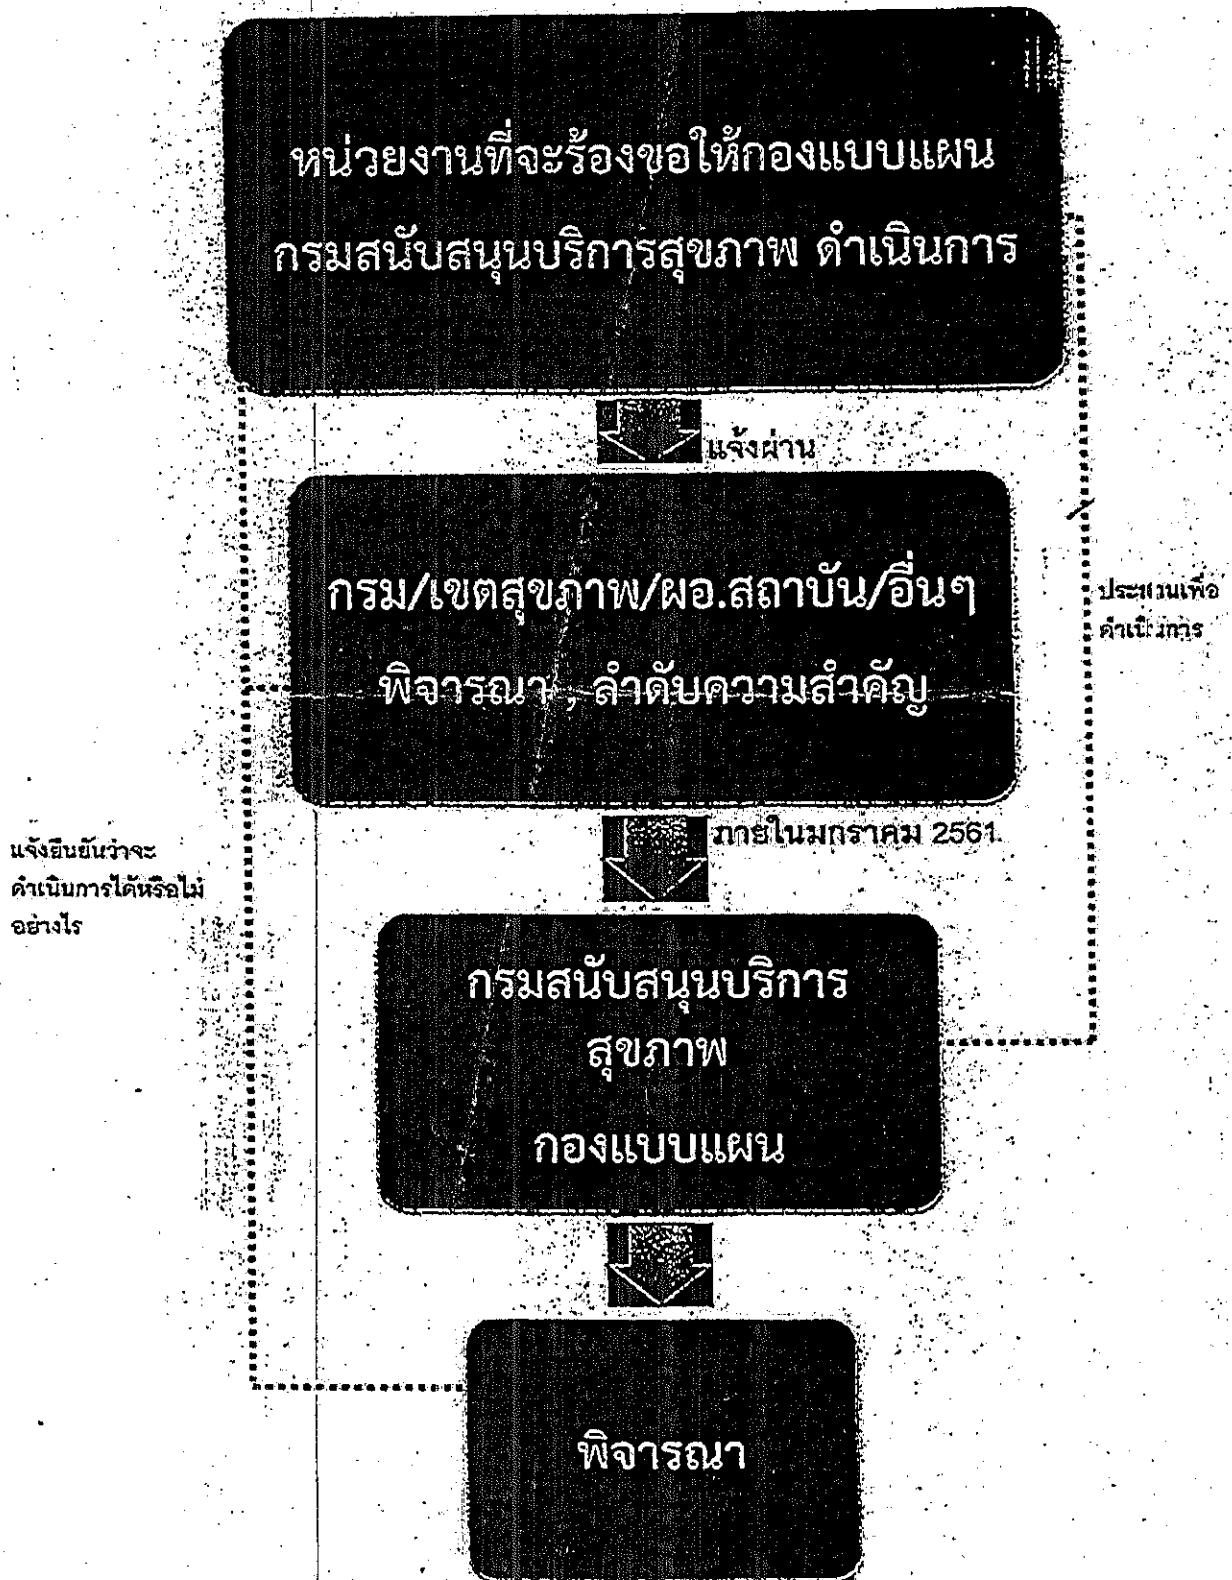 หน่วยงานที่จะร้องขอให้กองแบบแผน
กรมสนับสนุนบริการสุขภาพ ดำเนินการ
แจ้งผ่าน
กรม/เขตสุขภาพ/ผอ.สถาบัน/อื่นๆ
พิจารณา , ลำดับความสำคัญ
ประสานเพื่อ
ดำเนินการ
ภายในมกราคม 2561
แจ้งยืนยันว่าจะ
ดำเนินการได้หรือไม่
อย่างไร
กรมสนับสนุนบริการ
สุขภาพ
กองแบบแผน
พิจารณา